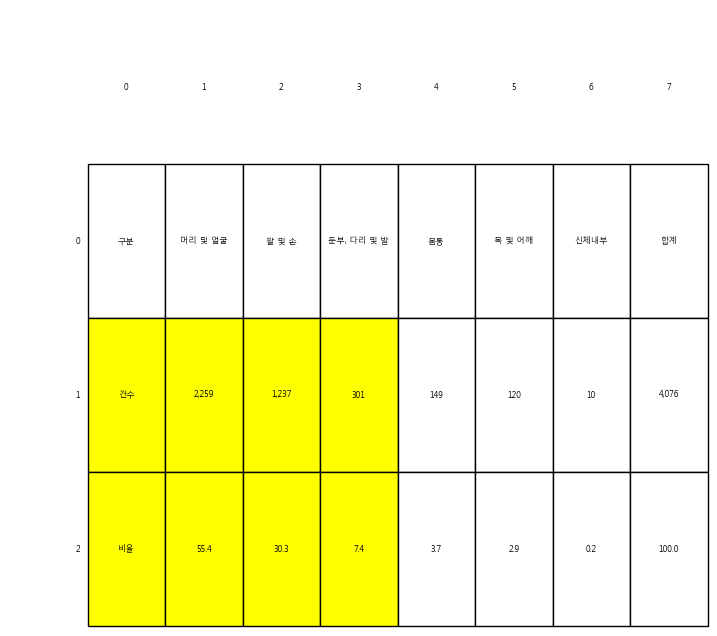 0 1 2 3 4 5 6 7
0 구분 머리 및 얼굴 팔 및 손 둔부, 다리 및 발 몸통 목 및 어깨 신체내부 합계
1 건수 2,259 1,237 301 149 120 10 4,076
2 비율 55.4 30.3 7.4 3.7 2.9 0.2 100.0